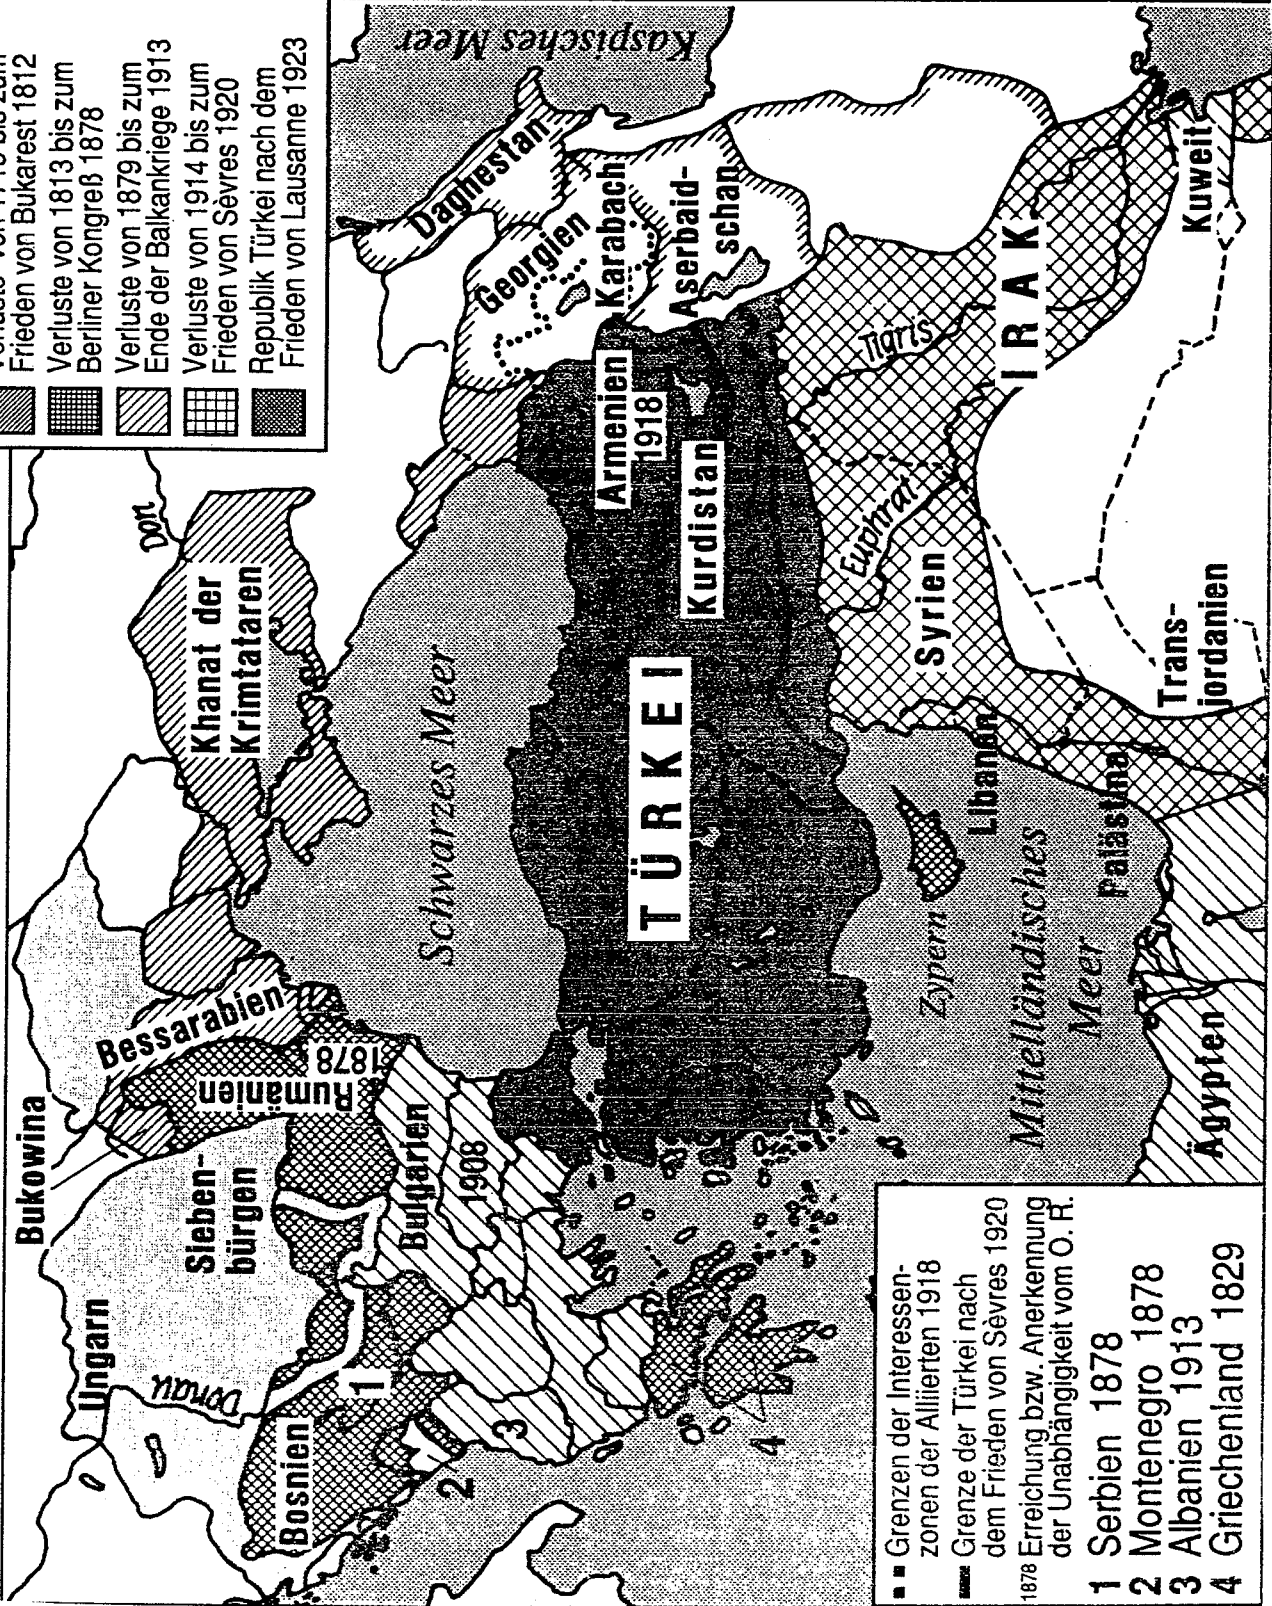 Frieden von Bukarest 1812
Verluste von 1813 bis zum
Berliner Kongreß 1878
Verluste von 1879 bis zum
Ende der Balkankriege 1913
Verluste von 1914 bis zum
Frieden von Sèvres 1920
Republik Türkei nach dem
Frieden von Lausanne 1923
Kaspisches Meer
Daghestan
Georgien
Karabach
Aserbaid-
schan
Armenien
1918
Kurdistan
TÜRKEI
Tigris
IRAK
Kuweit
Euphrat
Syrien
Trans-
jordanien
Libanon
Palästina
Zypern
Mittelländisches
Meer
Ägypten
Don
Khanat der
Krimtataren
Schwarzes Meer
Bessarabien
Rumänien
1878
Bukowina
Sieben-
bürgen
Bulgarien
1908
Ungarn
Donau
Bosnien
1
2
3
4
Grenzen der Interessen-
zonen der Alliierten 1918
Grenze der Türkei nach
dem Frieden von Sèvres 1920
1878 Erreichung bzw. Anerkennung
der Unabhängigkeit vom O. R.
1 Serbien 1878
2 Montenegro 1878
3 Albanien 1913
4 Griechenland 1829